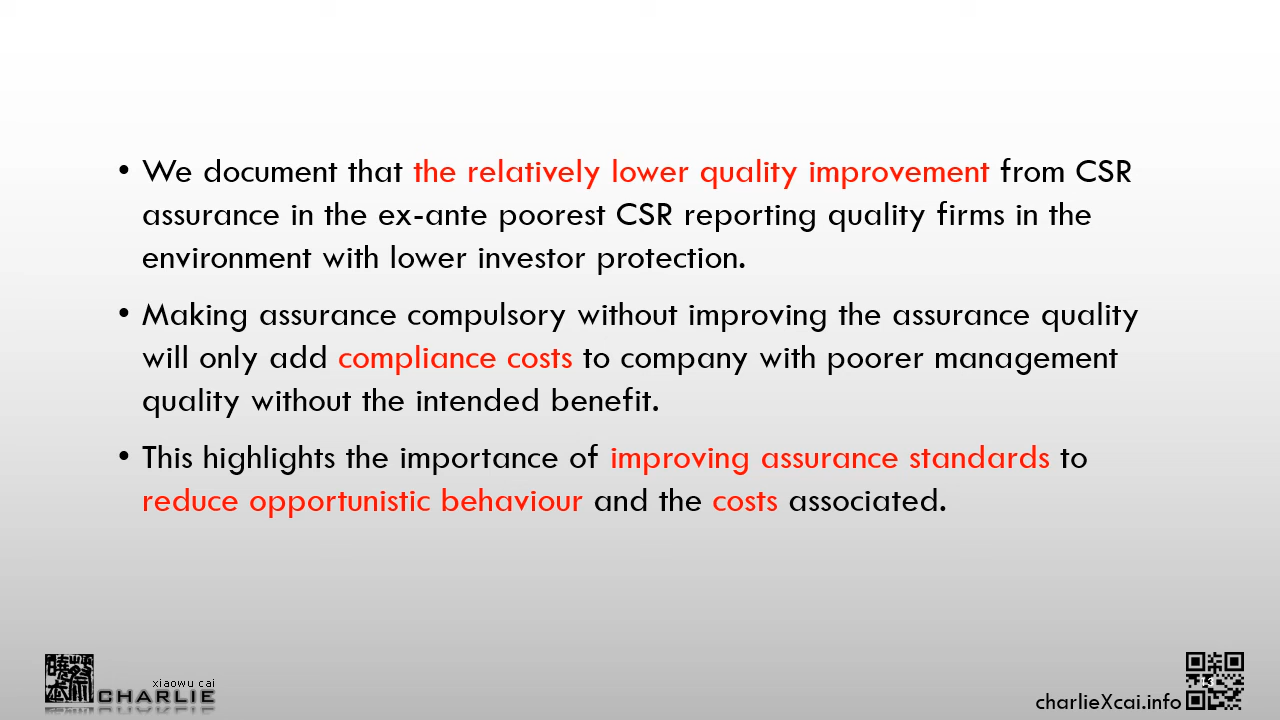 • We document that the relatively lower quality improvement from CSR
assurance in the ex-ante poorest CSR reporting quality firms in the
environment with lower investor protection.
• Making assurance compulsory without improving the assurance quality
will only add compliance costs to company with poorer management
quality without the intended benefit.
• This highlights the importance of improving assurance standards to
reduce opportunistic behaviour and the costs associated.
xiaowu cai
CHARLIE
charlieXcai.info